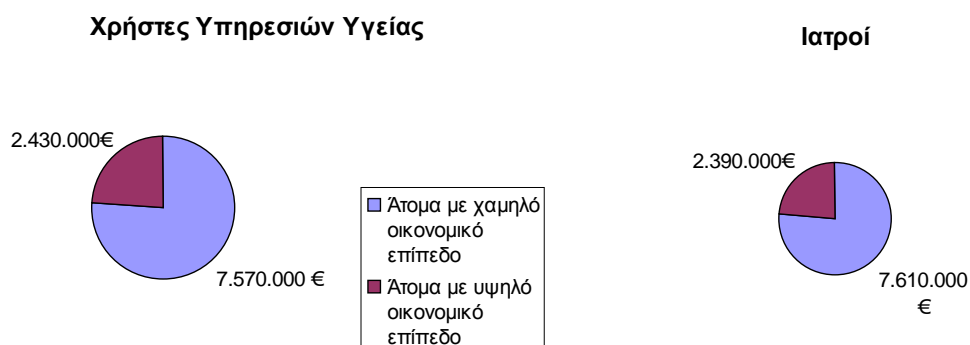 Χρήστες Υπηρεσιών Υγείας
2.430.000€
7.570.000 €
Άτομα με χαμηλό
οικονομικό
επίπεδο
Άτομα με υψηλό
οικονομικό
επίπεδο
Ιατροί
2.390.000€
7.610.000
€